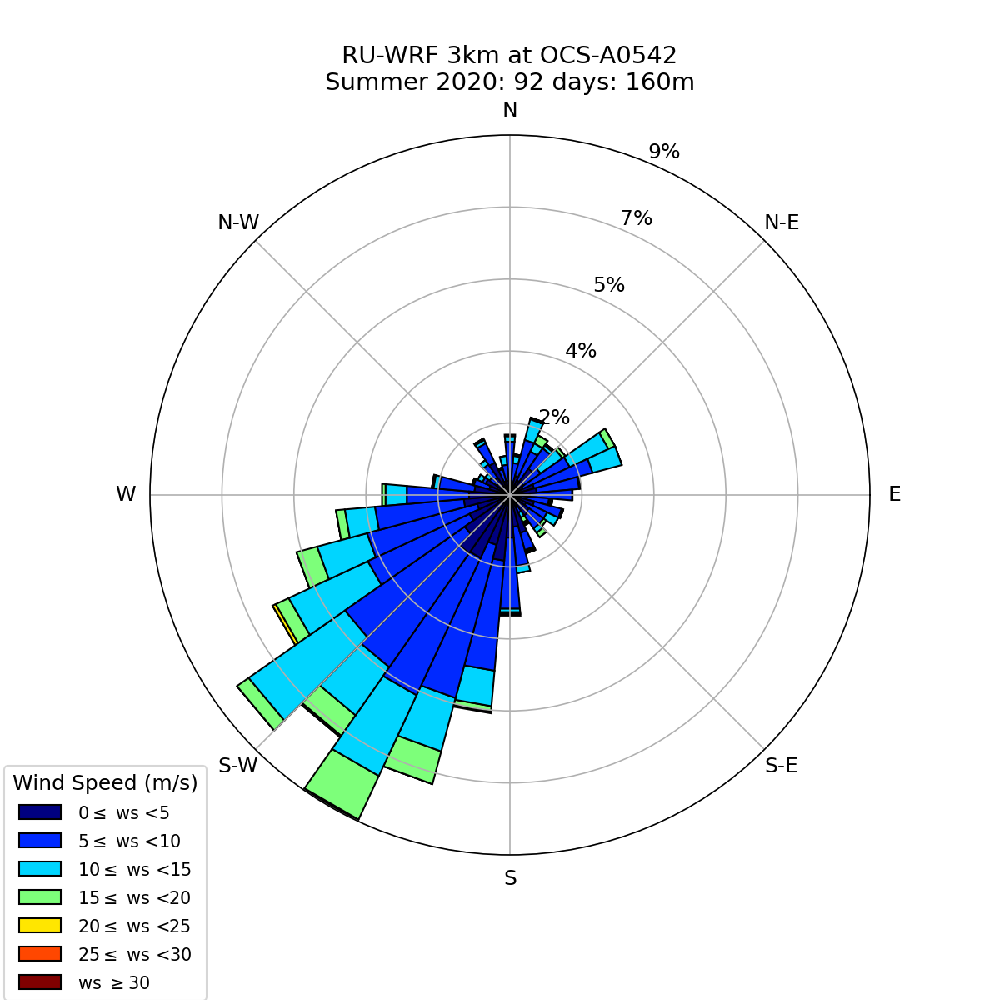 RU-WRF 3km at OCS-A0542
Summer 2020: 92 days: 160m
N
9%
N-W
7%
N-E
5%
4%
2%
W
E
S-W
S-E
S
Wind Speed (m/s)
0≤ ws <5
5≤ ws <10
10≤ ws <15
15≤ ws <20
20≤ ws <25
25≤ ws <30
ws ≥30